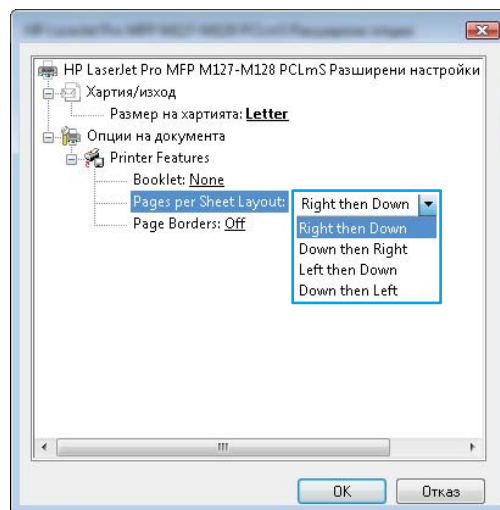 HP LaserJet Pro MFP M127-M128 PCLmS Разширени настройки
Хартия/изход
Размер на хартията: Letter
Опции на документа
Printer Features
Booklet: None
Pages per Sheet Layout: Right then Down
Page Borders: Off
Right then Down
Down then Right
Left then Down
Down then Left
OK Отказ